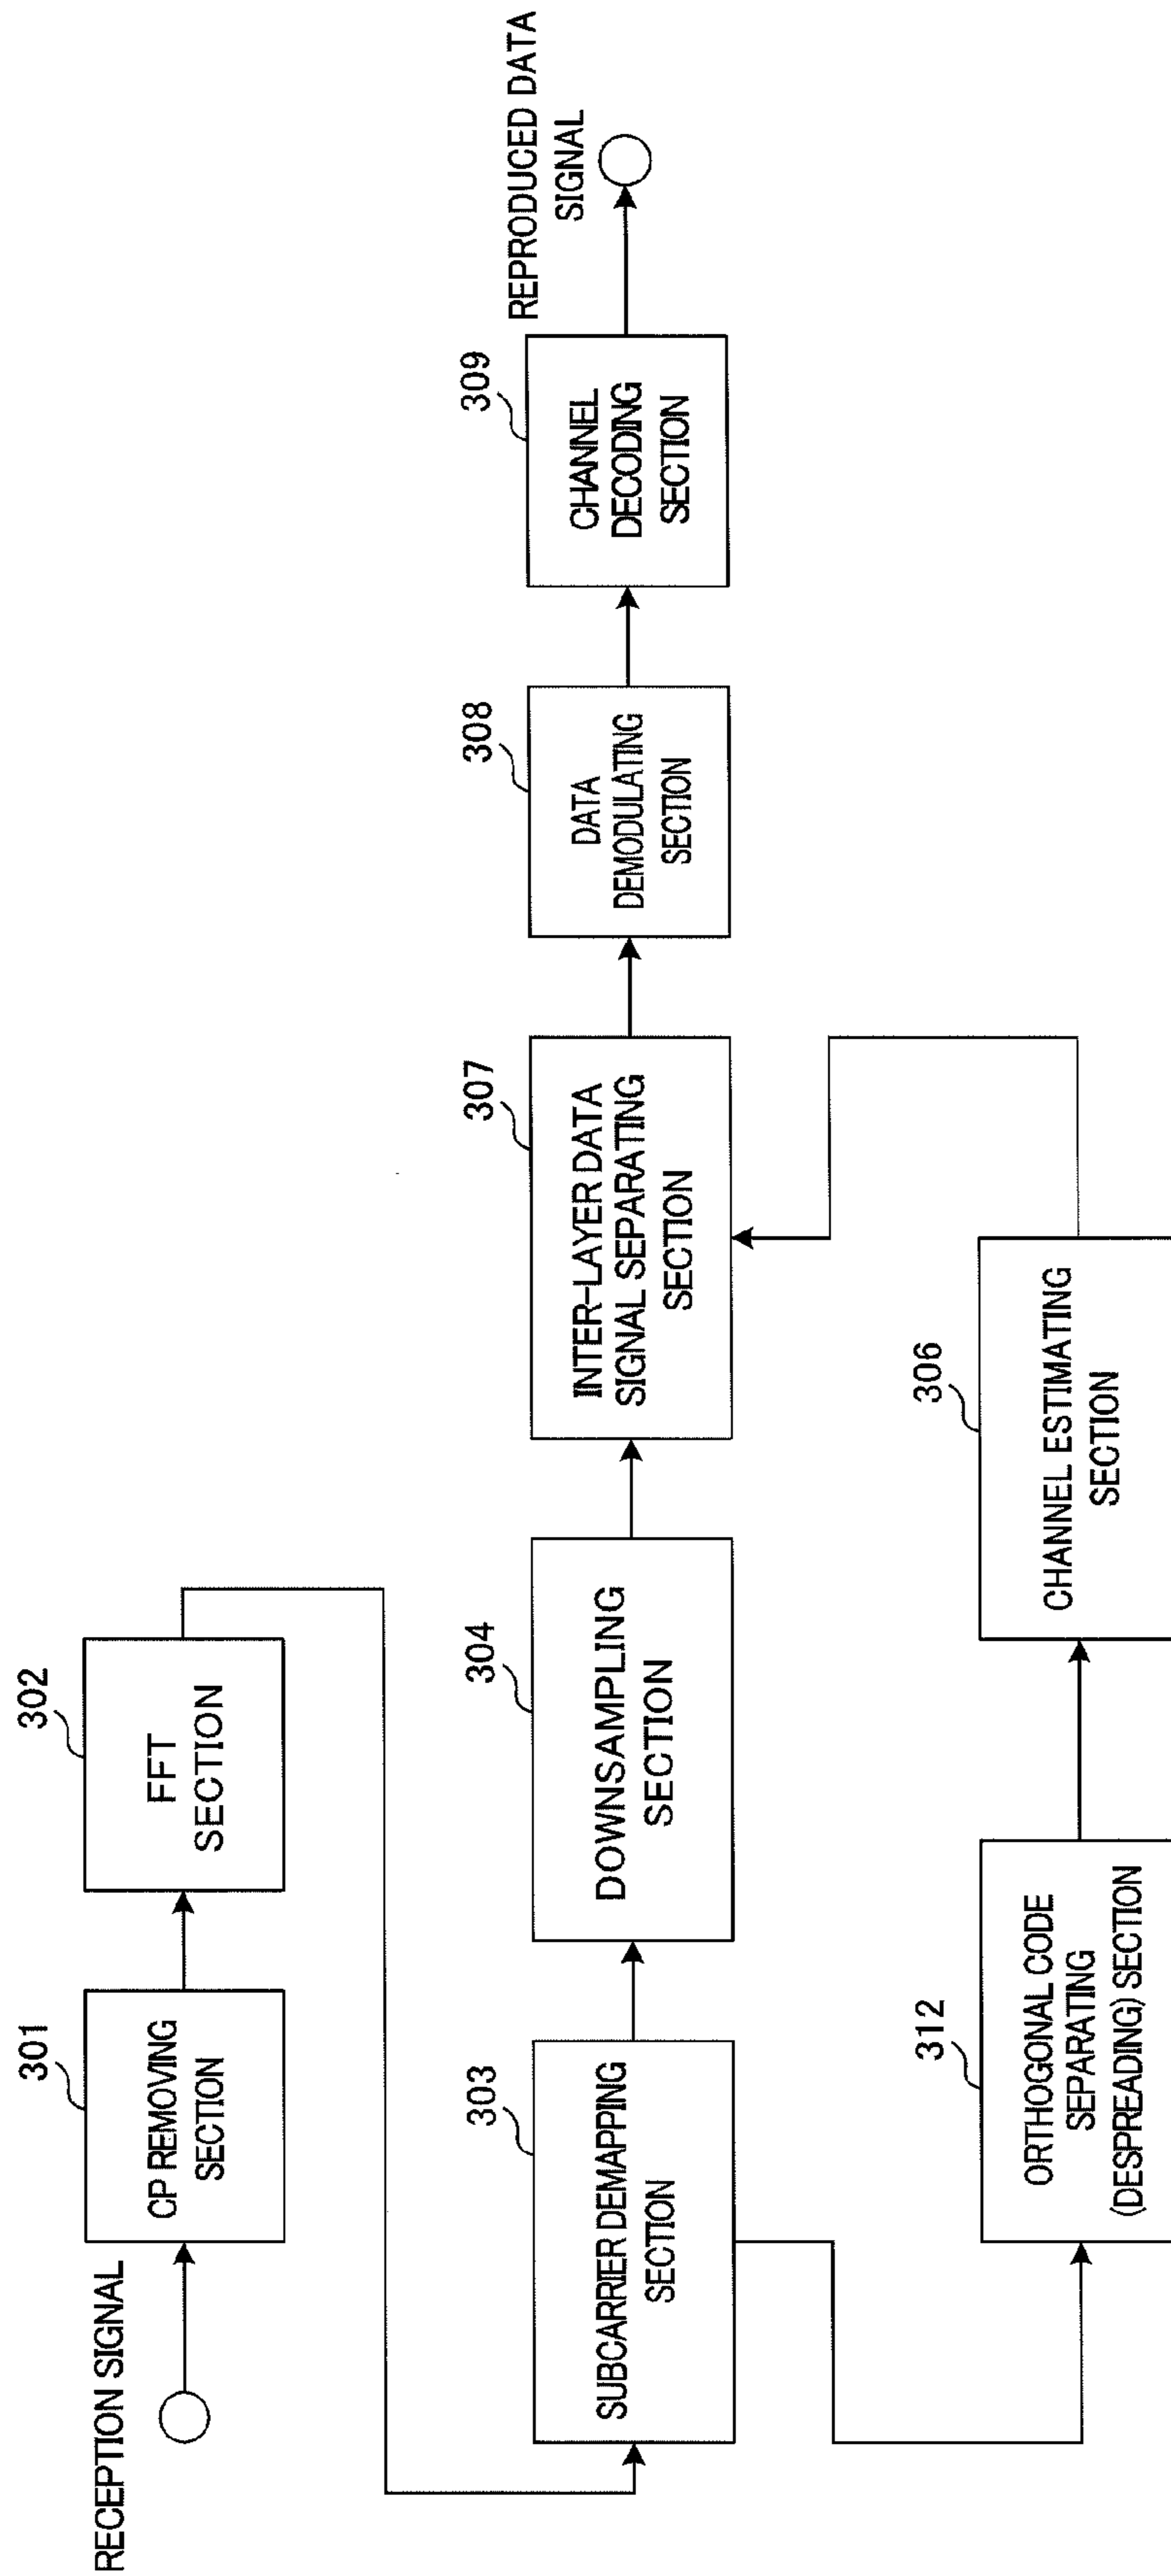 RECEPTION SIGNAL
301
CP REMOVING
SECTION
302
FFT
SECTION
303
SUBCARRIER DEMAPPING
SECTION
304
DOWNSAMPLING
SECTION
307
INTER-LAYER DATA
SIGNAL SEPARATING
SECTION
308
DATA
DEMODULATING
SECTION
309
CHANNEL
DECODING
SECTION
REPRODUCED DATA
SIGNAL
312
ORTHOGONAL CODE
SEPARATING
(DESPREADING) SECTION
306
CHANNEL ESTIMATING
SECTION